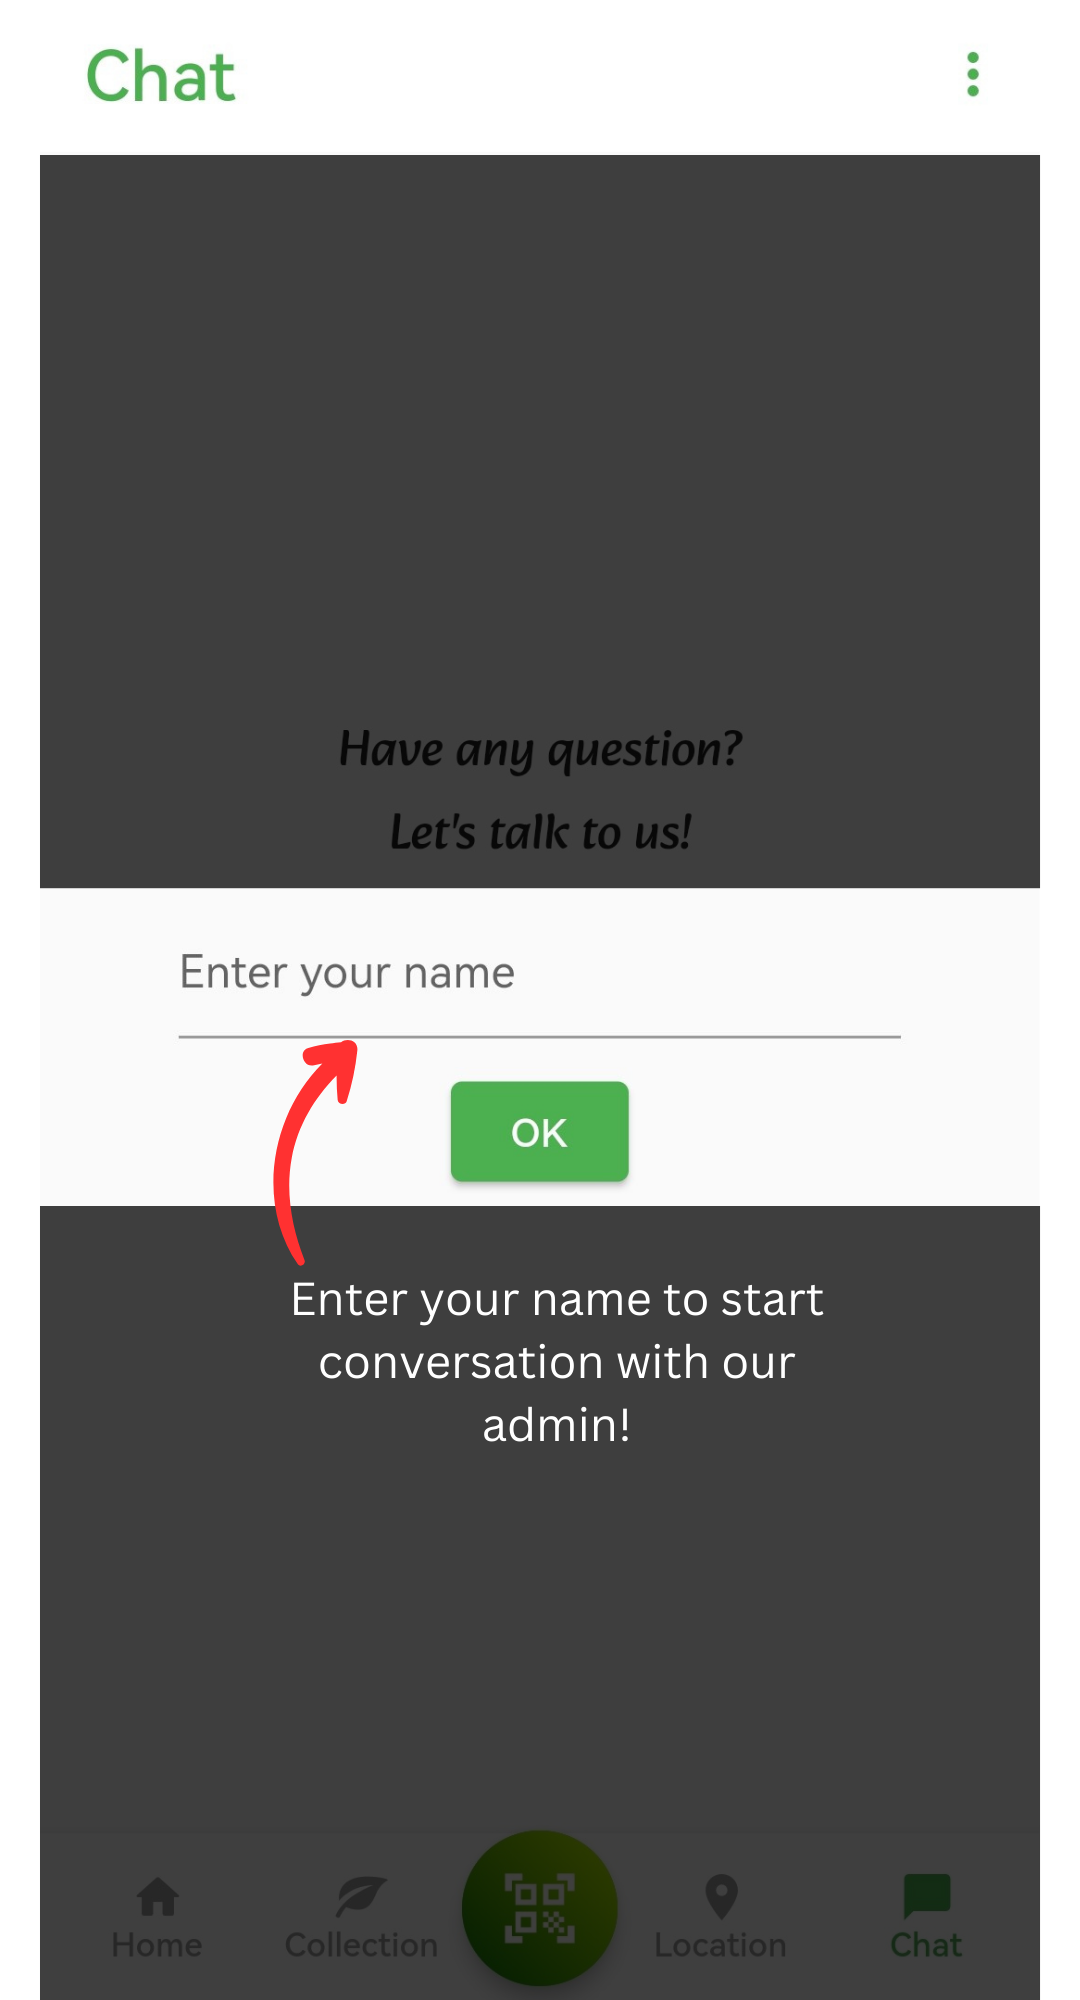 Chat
Have any question?
Let's talk to us!
Enter your name
OK
Enter your name to start
conversation with our
admin!
Home
Collection
Location
Chat